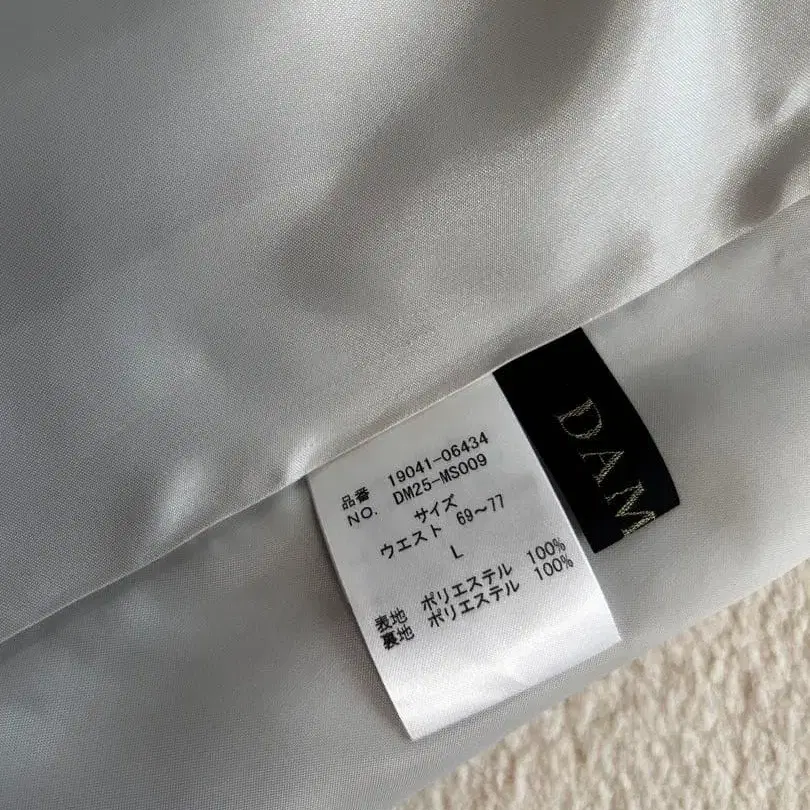 品番 19041-06434
NO. DM25-MS009
サイズ
ウエスト 69～77
L
表地 ポリエステル 100%
裏地 ポリエステル 100%
DAM